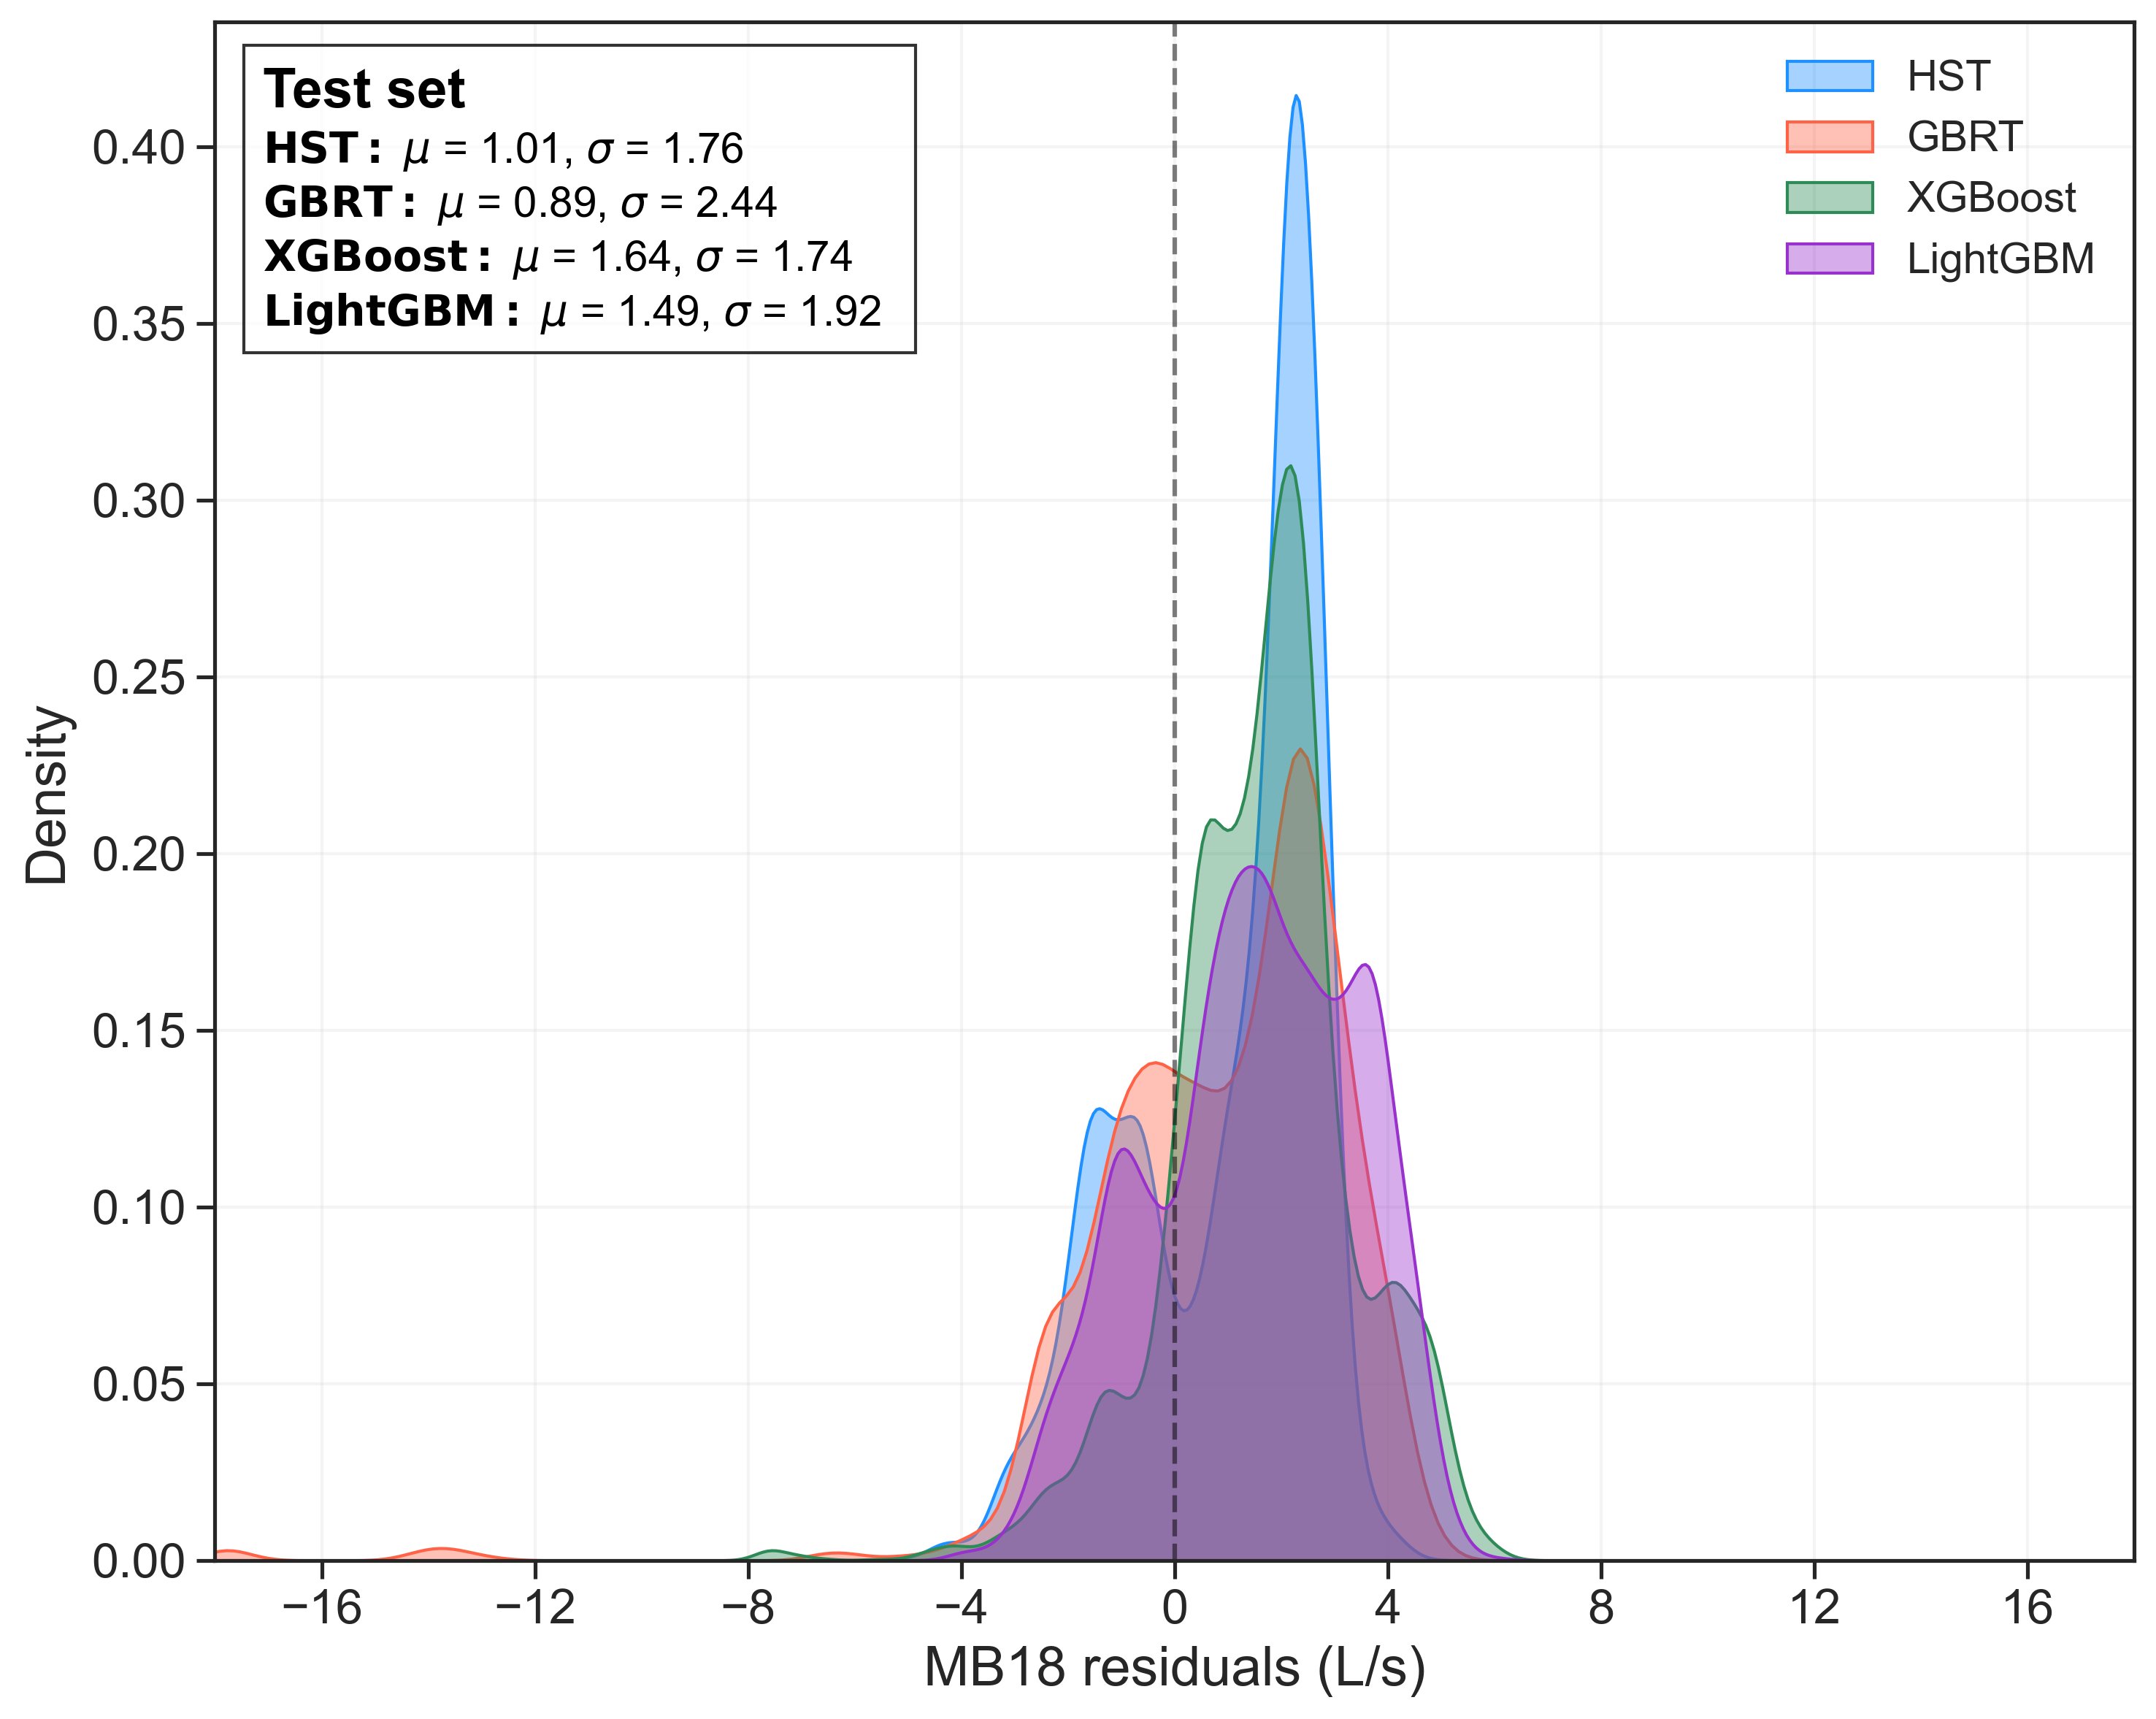 Test set
HST: μ = 1.01, σ = 1.76
GBRT: μ = 0.89, σ = 2.44
XGBoost: μ = 1.64, σ = 1.74
LightGBM: μ = 1.49, σ = 1.92
HST
GBRT
XGBoost
LightGBM
Density
0.40
0.35
0.30
0.25
0.20
0.15
0.10
0.05
0.00
−16
−12
−8
−4
0
4
8
12
16
MB18 residuals (L/s)